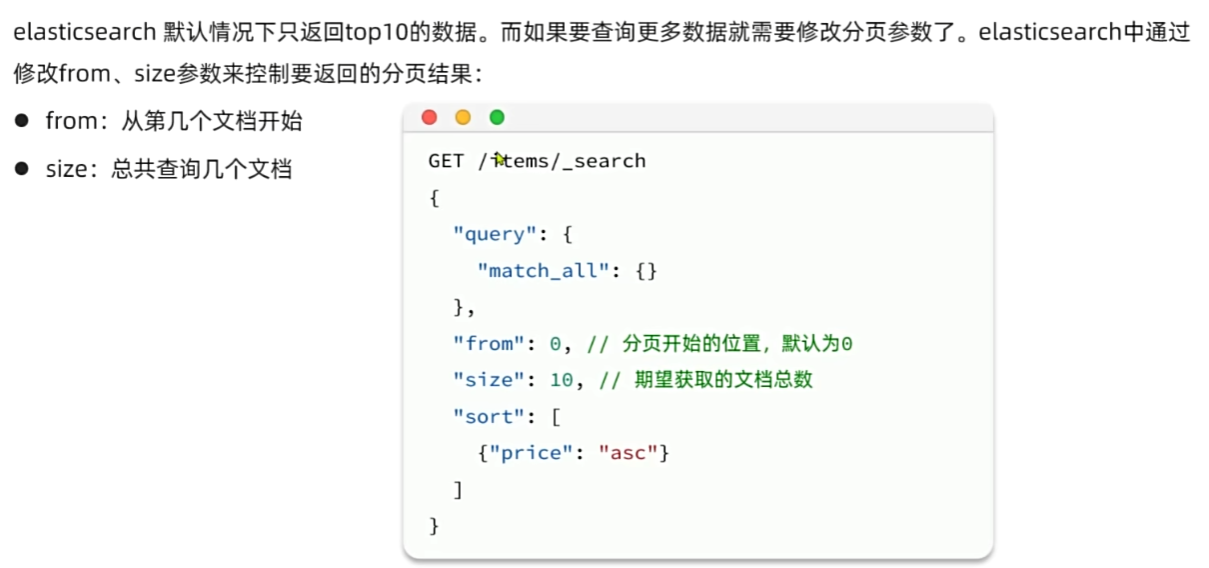 elasticsearch 默认情况下只返回top10的数据。而如果要查询更多数据就需要修改分页参数了。elasticsearch中通过
修改from、size参数来控制要返回的分页结果：
● from：从第几个文档开始
● size：总共查询几个文档
GET /items/_search
{
  "query": {
    "match_all": {}
  },
  "from": 0, // 分页开始的位置，默认为0
  "size": 10, // 期望获取的文档总数
  "sort": [
    {"price": "asc"}
  ]
}